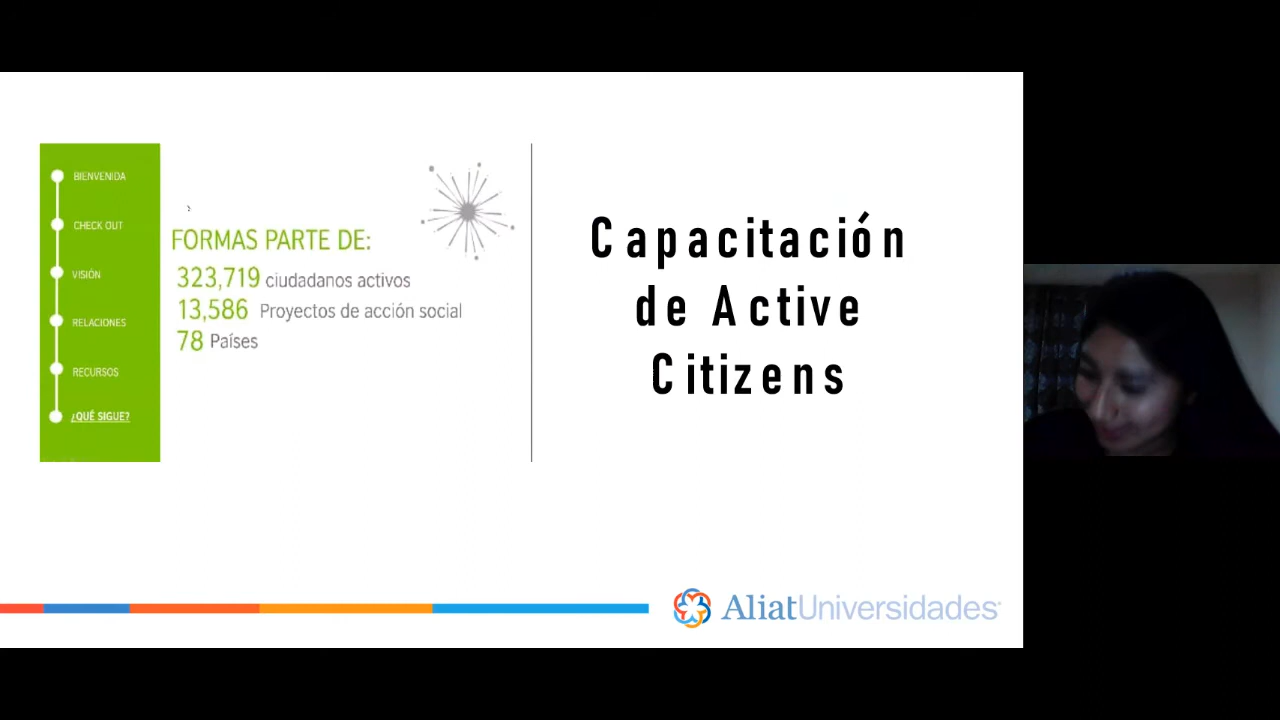 BIENVENIDA
CHECK OUT
VISIÓN
RELACIONES
RECURSOS
¿QUÉ SIGUE?
FORMAS PARTE DE:
323,719 ciudadanos activos
13,586 Proyectos de acción social
78 Países
Capacitación
de Active
Citizens
AliatUniversidades